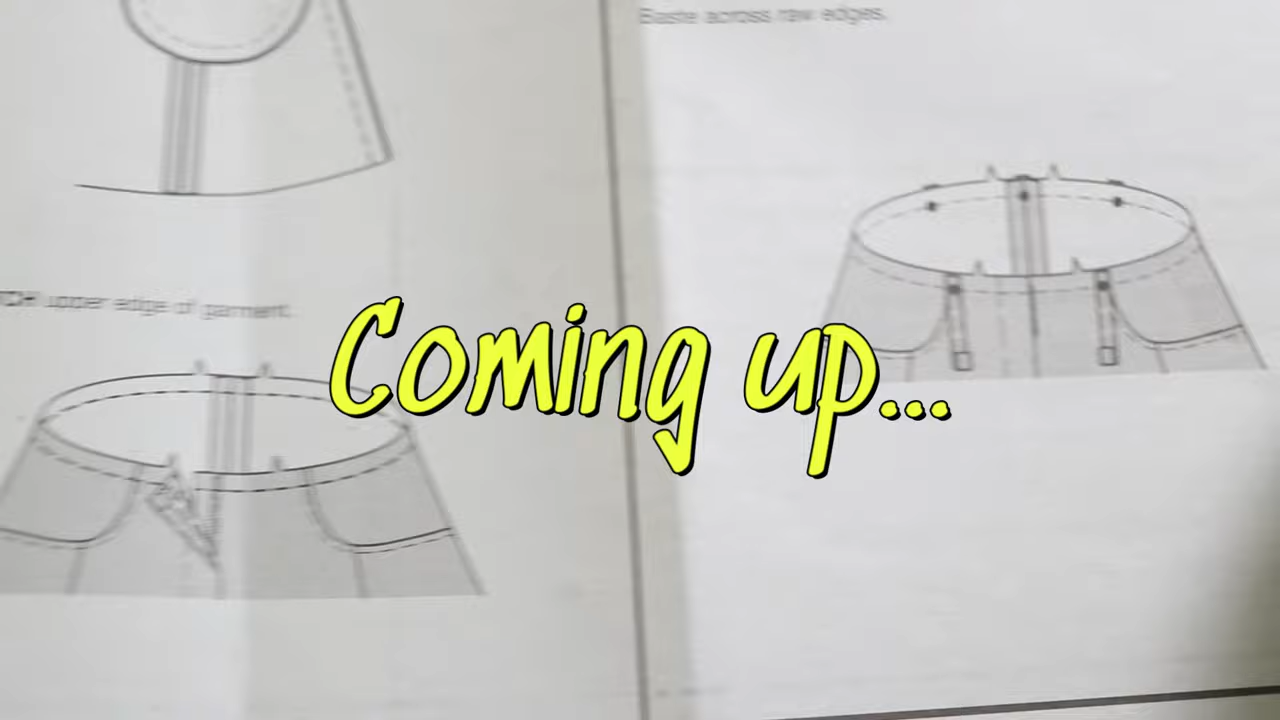 Baste across raw edges.
upper edge of garment.
Coming up...